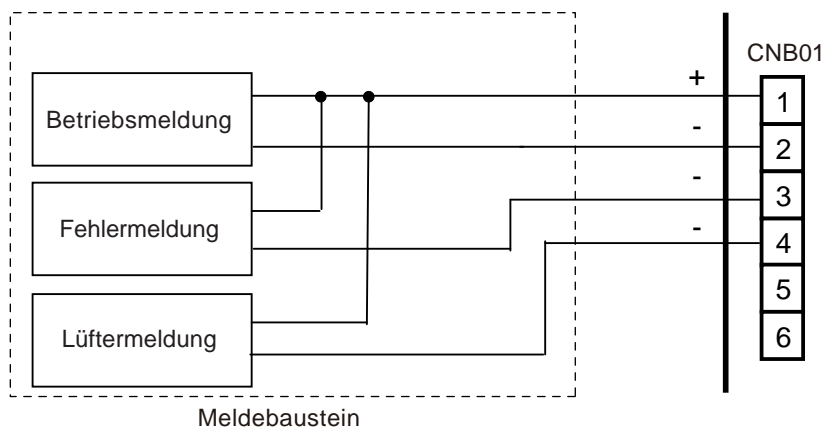 CNB01
+
1
Betriebsmeldung
-
2
-
3
Fehlermeldung
-
4
5
Lüftermeldung
6
Meldebaustein